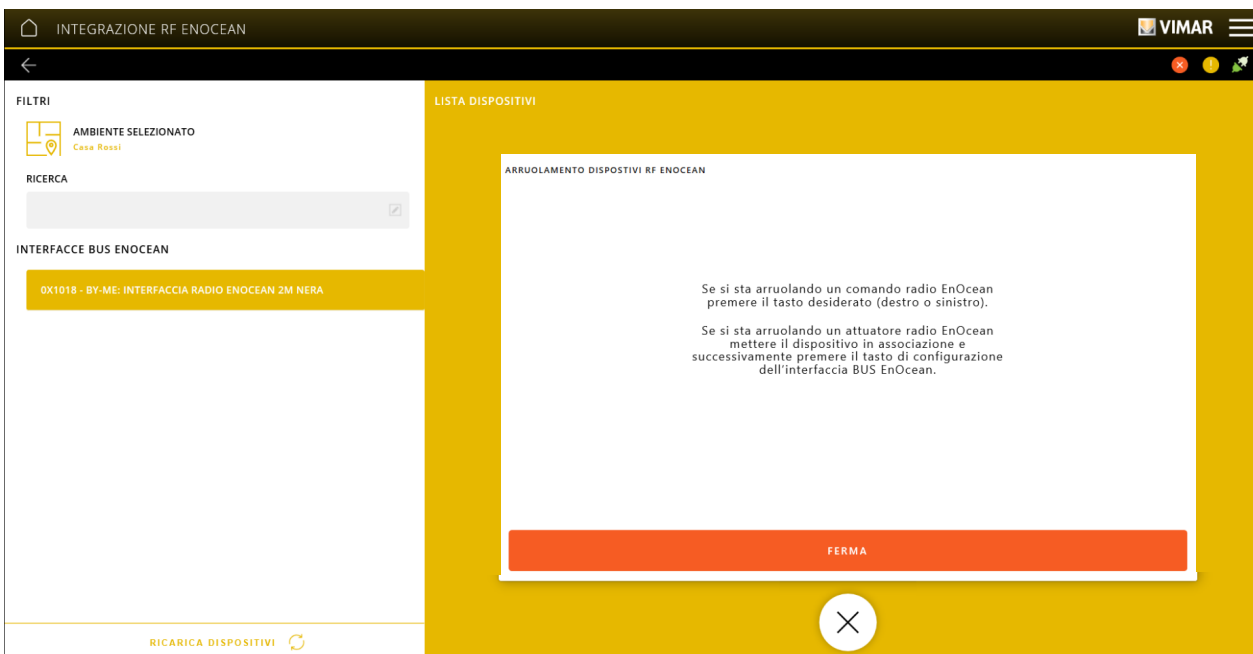 INTEGRAZIONE RF ENOCEAN
VIMAR
FILTRI
AMBIENTE SELEZIONATO
Casa Rossi
RICERCA
INTERFACCE BUS ENOCEAN
0X1018 - BY-ME: INTERFACCIA RADIO ENOCEAN 2M NERA
RICARICA DISPOSITIVI
LISTA DISPOSITIVI
ARRUOLAMENTO DISPOSTIVI RF ENOCEAN
Se si sta arruolando un comando radio EnOcean
premere il tasto desiderato (destro o sinistro).
Se si sta arruolando un attuatore radio EnOcean
mettere il dispositivo in associazione e
successivamente premere il tasto di configurazione
dell'interfaccia BUS EnOcean.
FERMA